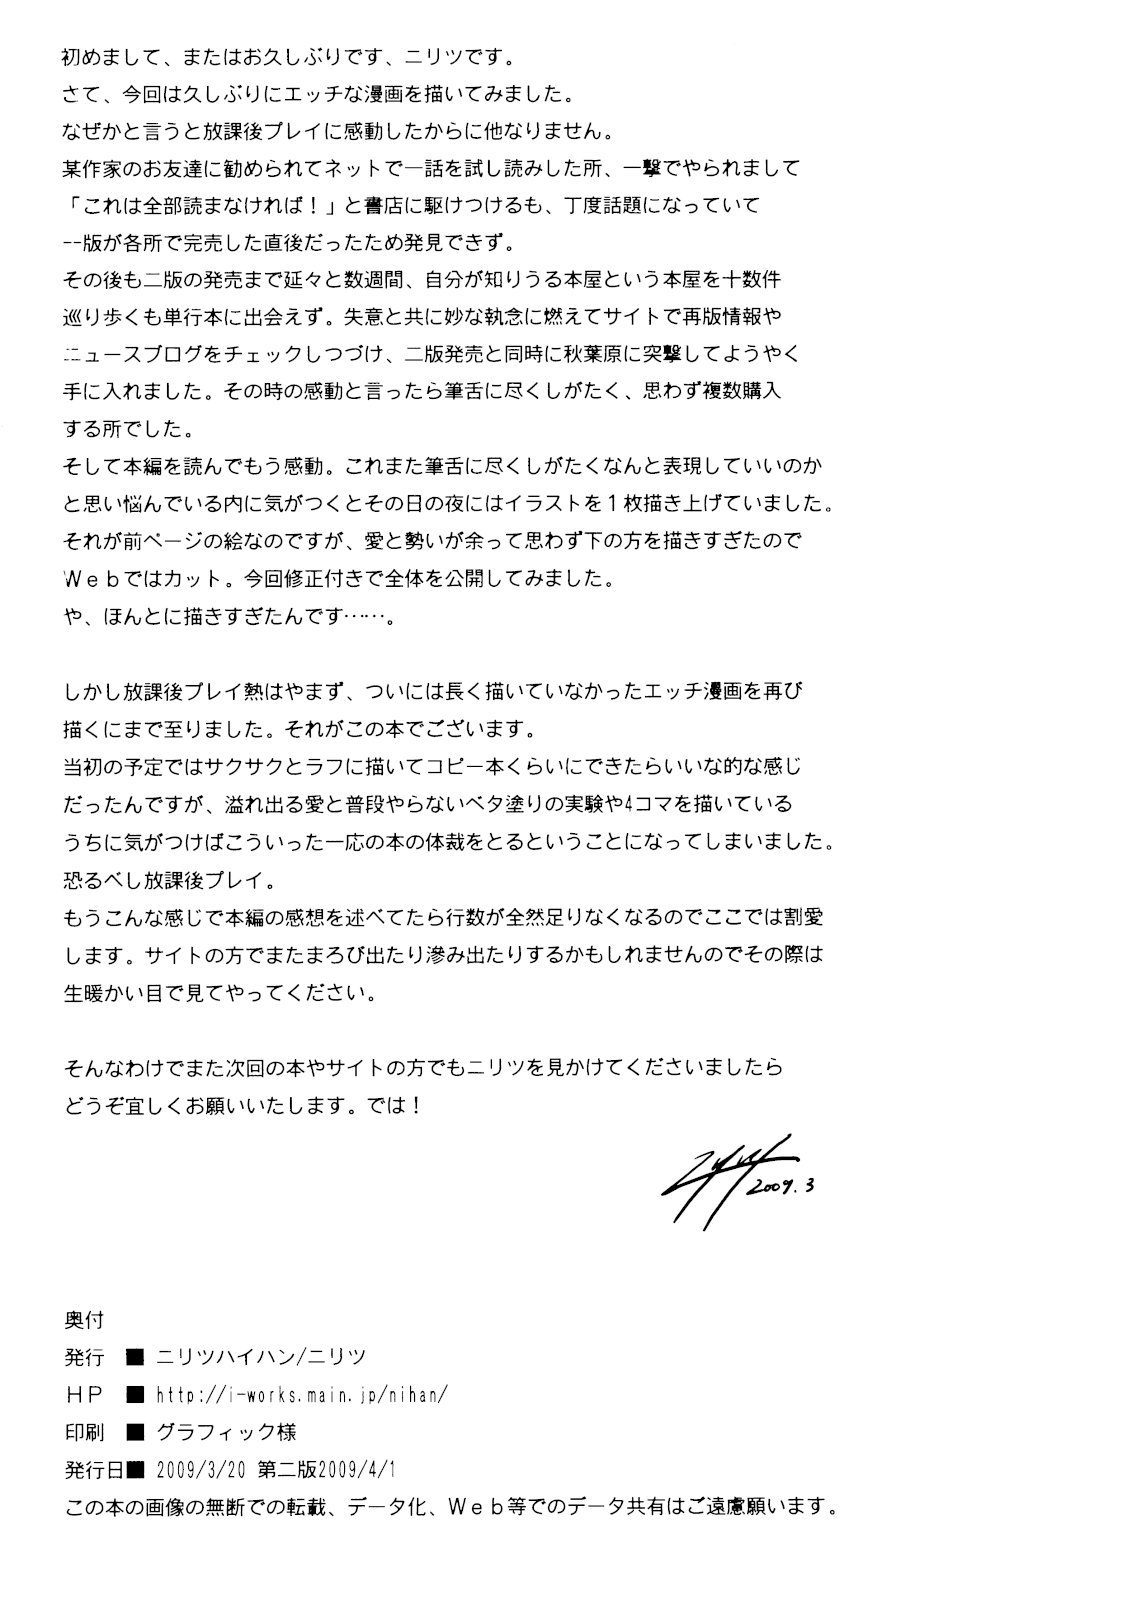 初めまして、またはお久しぶりです、ニリツです。
さて、今回は久しぶりにエッチな漫画を描いてみました。
なぜかと言うと放課後プレイに感動したからに他なりません。
某作家のお友達に勧められてネットで一話を試し読みした所、一撃でやられまして
「これは全部読まなければ！」と書店に駆けつけるも、丁度話題になっていて
一版が各所で完売した直後だったため発見できず。
その後も二版の発売まで延々と数週間、自分が知りうる本屋という本屋を十数件
巡り歩くも単行本に出会えず。失意と共に妙な執念に燃えてサイトで再版情報や
ニュースブログをチェックしつづけ、二版発売と同時に秋葉原に突撃してようやく
手に入れました。その時の感動と言ったら筆舌に尽くしがたく、思わず複数購入
する所でした。
そして本編を読んでもう感動。これまた筆舌に尽くしがたくなんと表現していいのか
と思い悩んでいる内に気がつくとその日の夜にはイラストを１枚描き上げていました。
それが前ページの絵なのですが、愛と勢いが余って思わず下の方を描きすぎたので
Ｗｅｂではカット。今回修正付きで全体を公開してみました。
や、ほんとに描きすぎたんです……。
しかし放課後プレイ熱はやまず、ついには長く描いていなかったエッチ漫画を再び
描くにまで至りました。それがこの本でございます。
当初の予定ではサクサクとラフに描いてコピー本くらいにできたらいいな的な感じ
だったんですが、溢れ出る愛と普段やらないベタ塗りの実験や4コマを描いている
うちに気がつけばこういった一応の本の体裁をとるということになってしまいました。
恐るべし放課後プレイ。
もうこんな感じで本編の感想を述べてたら行数が全然足りなくなるのでここでは割愛
します。サイトの方でまたまろび出たり滲み出たりするかもしれませんのでその際は
生暖かい目で見てやってください。
そんなわけでまた次回の本やサイトの方でもニリツを見かけてくださいましたら
どうぞ宜しくお願いいたします。では！
2009.3
奥付
発行 ■ ニリツハイハン/ニリツ
ＨＰ ■ http://i-works.main.jp/nihan/
印刷 ■ グラフィック様
発行日■ 2009/3/20 第二版2009/4/1
この本の画像の無断での転載、データ化、Ｗｅｂ等でのデータ共有はご遠慮願います。